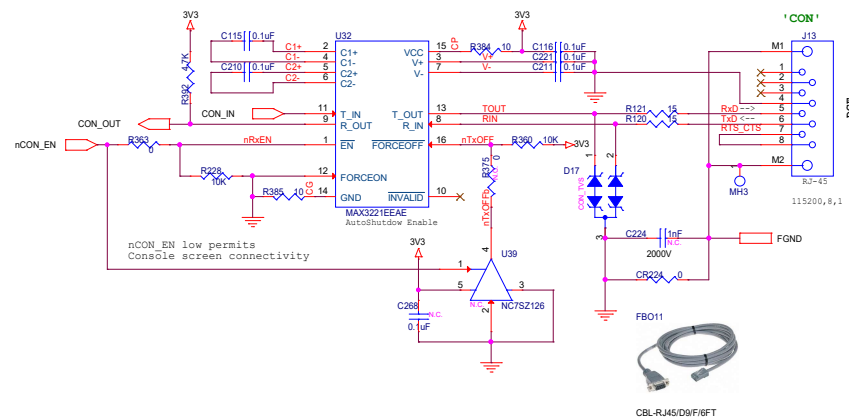 3V3
3V3
'CON'
U32
J13
C115 0.1uF
C1+ 2 C1+
C1- 4 C1-
C2+ 5 C2+
C2- 6 C2-
C210 0.1uF
VCC 15 CP R384 10
V+ 3 V+
V- 7 V-
C116 0.1uF
C221 0.1uF
C211 0.1uF
M1
1
2
3
4
5
6
7
8
M2
R392 4.7K
CON_IN
CON_OUT
11 T_IN
9 R_OUT
T_OUT 13 TOUT R121 15 RxD -->
R_IN 8 RIN R120 15 TxD <--
RTS_CTS
nCON_EN
R363 0
nRxEN 1 EN
FORCEOFF 16 nTxOFF R360 10K 3V3
R228 10K
12 FORCEON
R385 10 CG 14 GND
INVALID 10
R375 0
N.C.
nTxOFFb
MAX3221EEAE
AutoShutdow Enable
D17
1 2
CON_TVS
3
RJ-45
MH3
115200,8,1
nCON_EN low permits
Console screen connectivity
3V3
4
U39
1
5
3
2
N.C.
NC7SZ126
C268
N.C.
0.1uF
C224 1nF
N.C.
2000V
CR224 0
FGND
FBO11
CBL-RJ45/D9/F/6FT